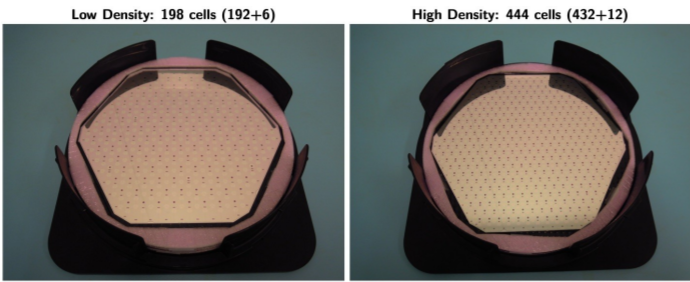 Low Density: 198 cells (192+6)
High Density: 444 cells (432+12)